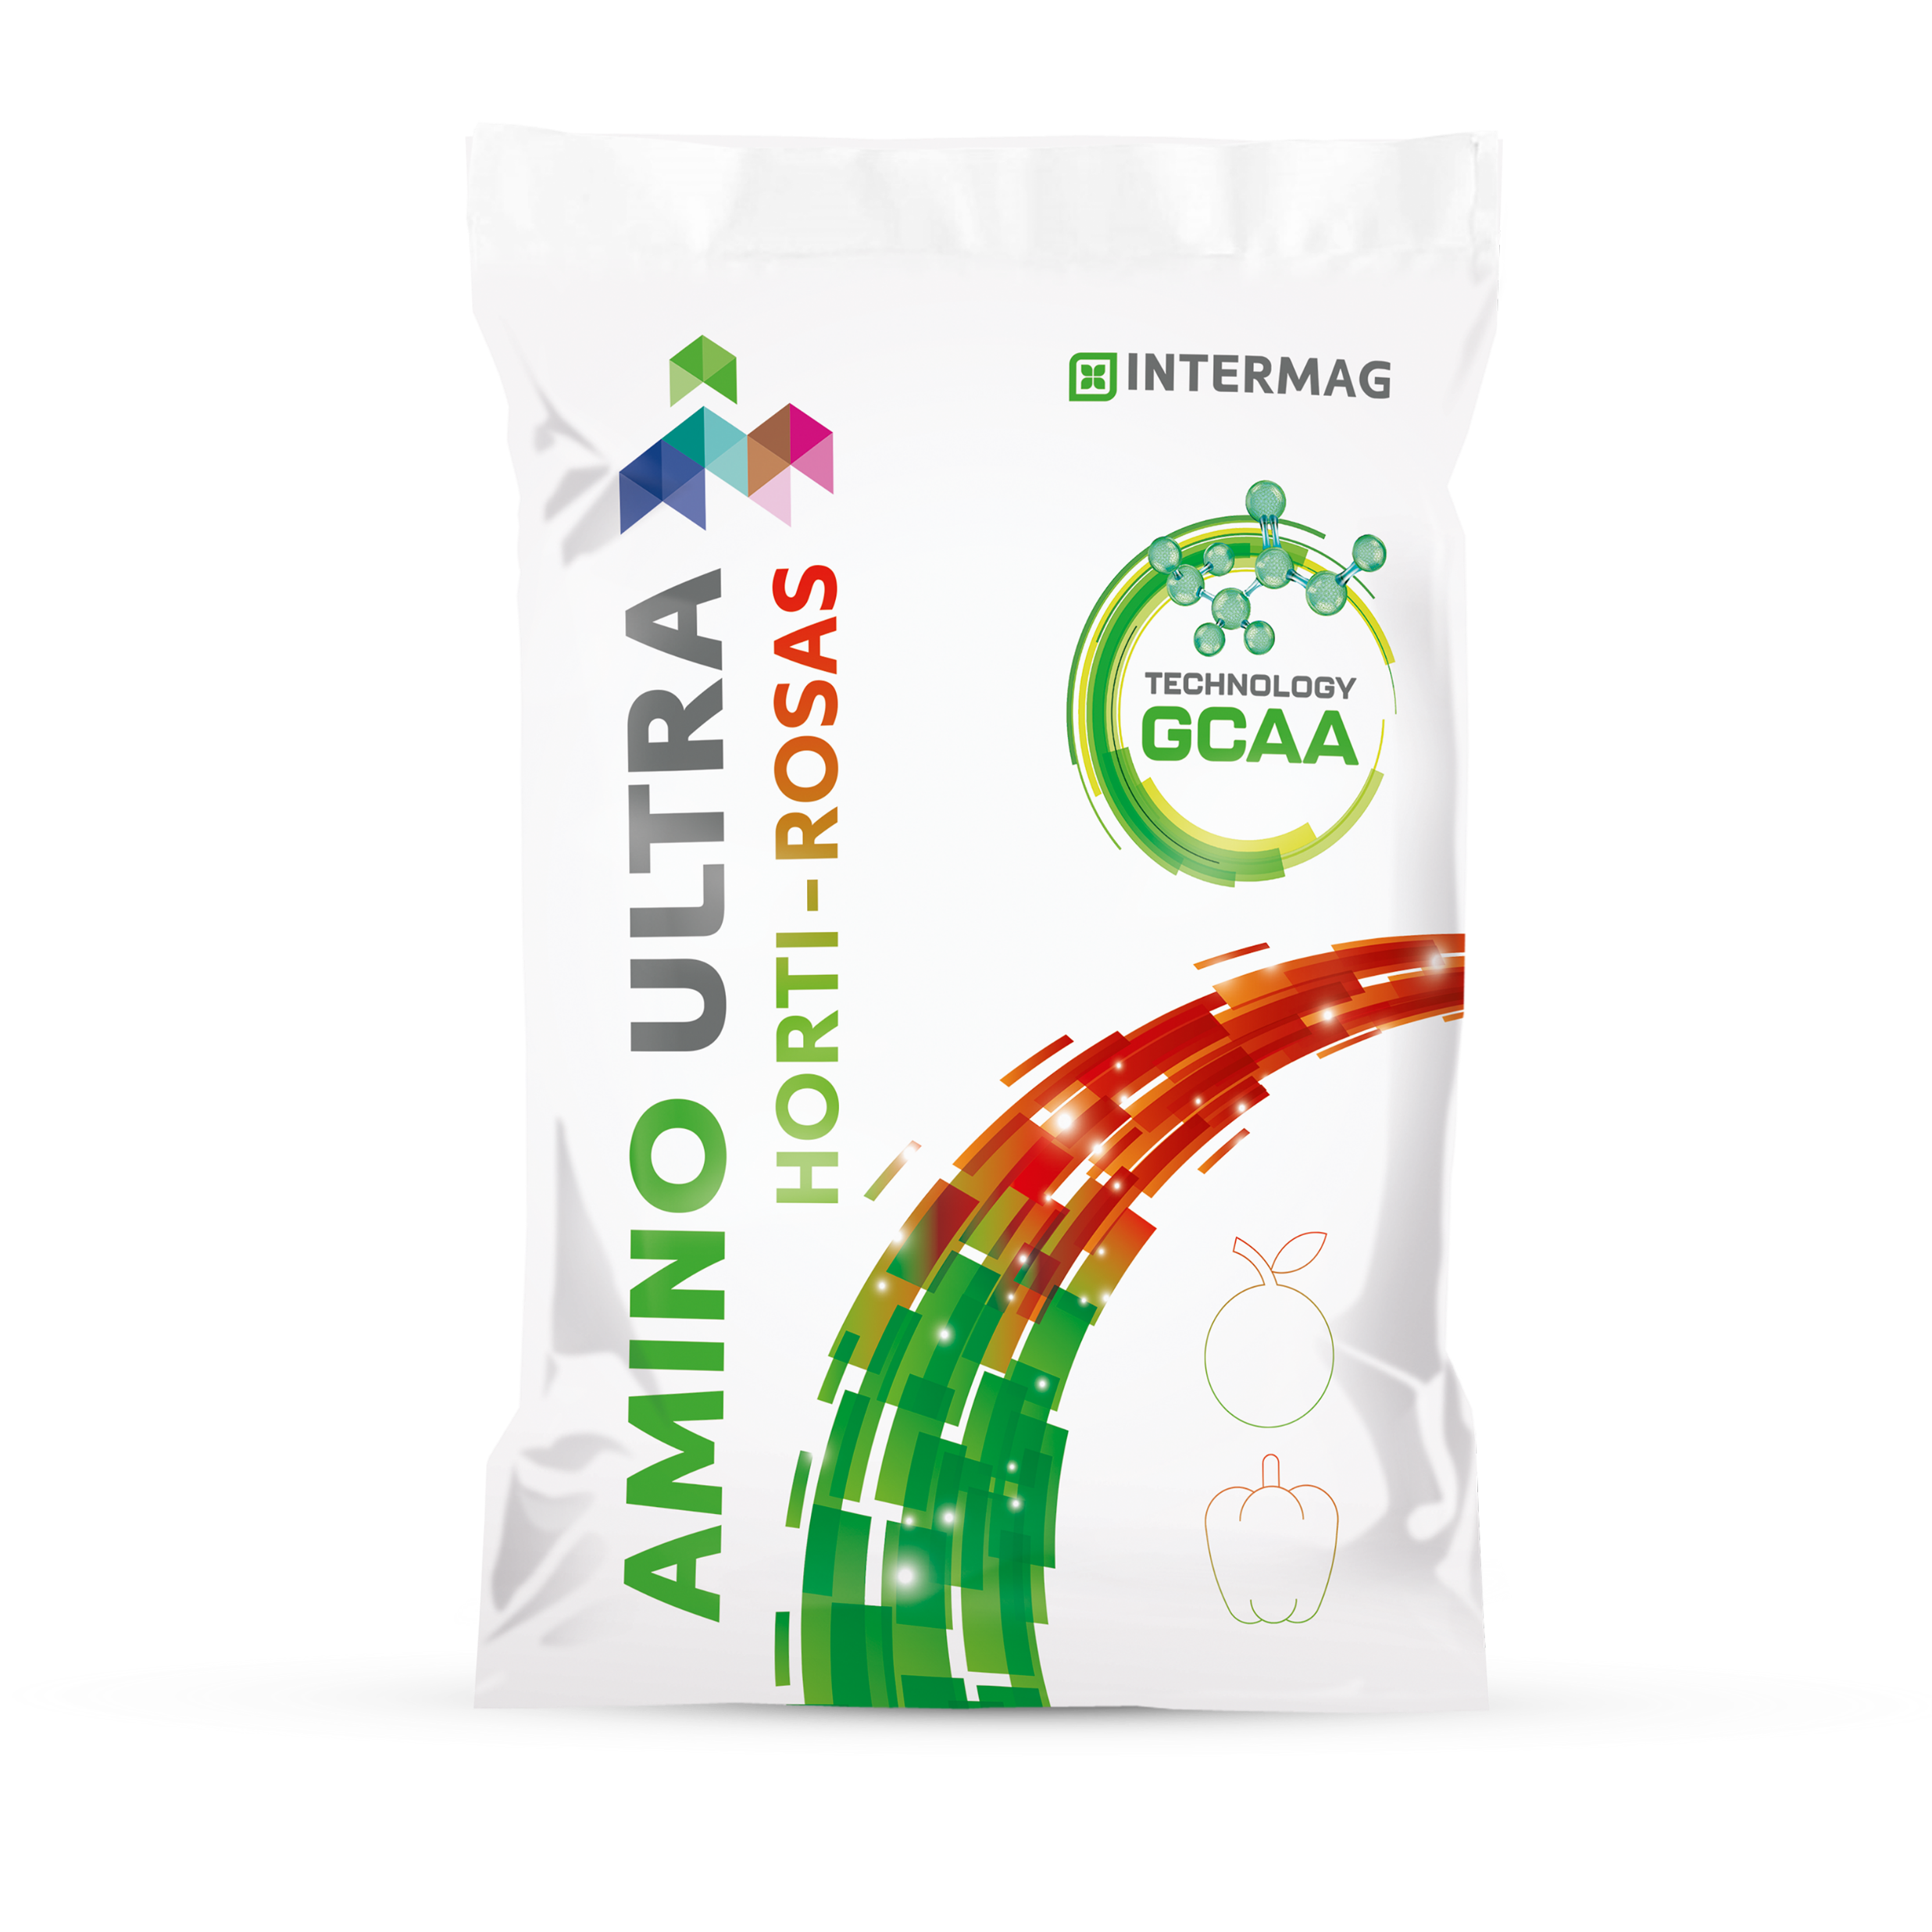 INTERMAG
AMINO ULTRA
HORTI-ROSAS
TECHNOLOGY
GCAA